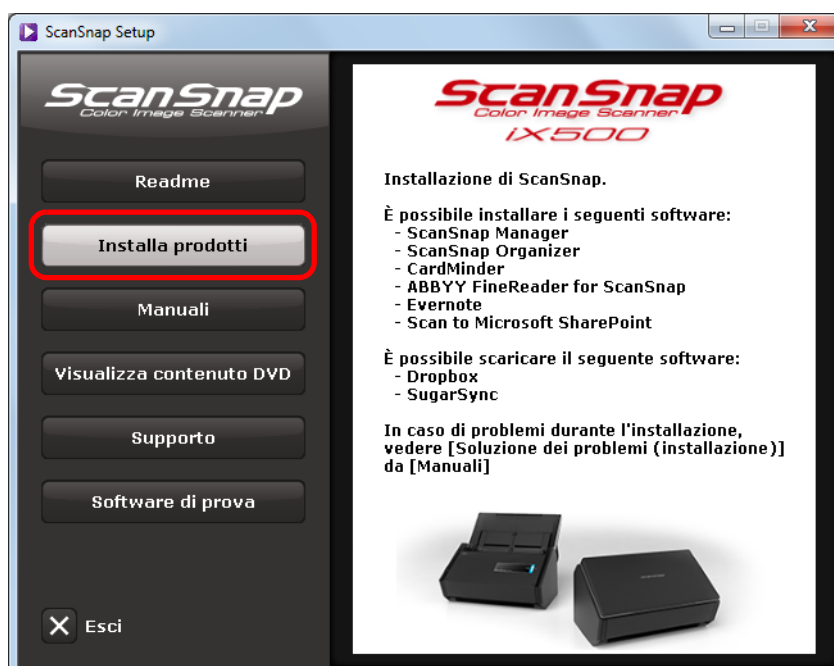 ScanSnap Setup
ScanSnap
Color Image Scanner
Readme
Installa prodotti
Manuali
Visualizza contenuto DVD
Supporto
Software di prova
Esci
ScanSnap
Color Image Scanner
iX500
Installazione di ScanSnap.
È possibile installare i seguenti software:
- ScanSnap Manager
- ScanSnap Organizer
- CardMinder
- ABBYY FineReader for ScanSnap
- Evernote
- Scan to Microsoft SharePoint
È possibile scaricare il seguente software:
- Dropbox
- SugarSync
In caso di problemi durante l'installazione,
vedere [Soluzione dei problemi (installazione)]
da [Manuali]